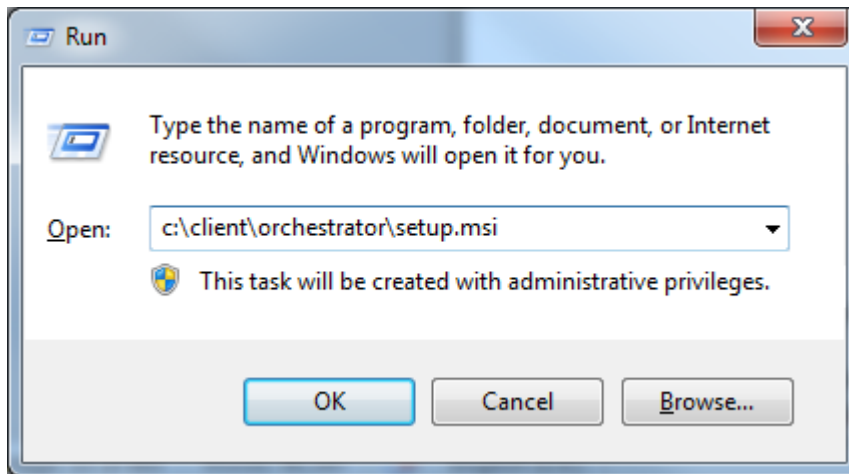 Run
Type the name of a program, folder, document, or Internet
resource, and Windows will open it for you.
Open: c:\client\orchestrator\setup.msi
This task will be created with administrative privileges.
OK Cancel Browse...